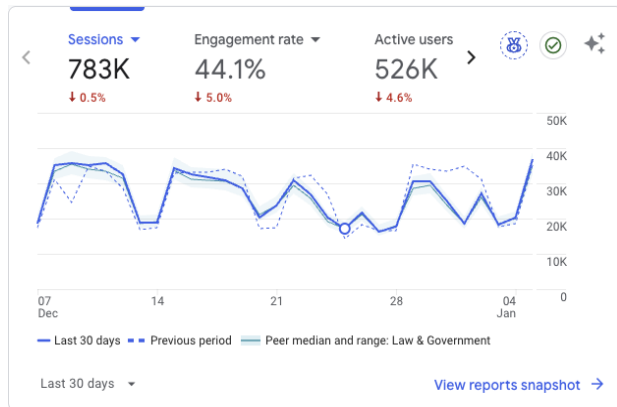 Sessions Engagement rate Active users
783K 44.1% 526K
↓ 0.5% ↓ 5.0% ↓ 4.6%
50K
40K
30K
20K
10K
0
07 14 21 28 04
Dec Jan
Last 30 days Previous period Peer median and range: Law & Government
Last 30 days View reports snapshot →